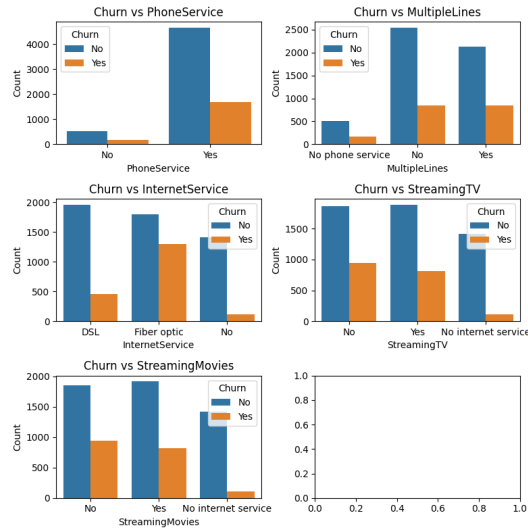 Churn vs PhoneService
Churn
No
Yes
4000
3000
2000
1000
0
Count
No Yes
PhoneService
Churn vs MultipleLines
Churn
No
Yes
2500
2000
1500
1000
500
0
Count
No phone service No Yes
MultipleLines
Churn vs InternetService
Churn
No
Yes
2000
1500
1000
500
0
Count
DSL Fiber optic No
InternetService
Churn vs StreamingTV
Churn
No
Yes
1500
1000
500
0
Count
No Yes No internet service
StreamingTV
Churn vs StreamingMovies
Churn
No
Yes
2000
1500
1000
500
0
Count
No Yes No internet service
StreamingMovies
1.0
0.8
0.6
0.4
0.2
0.0
0.0 0.2 0.4 0.6 0.8 1.0